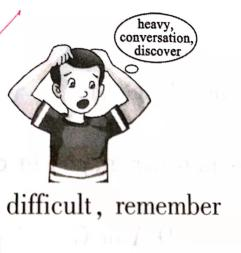 heavy,
conversation,
discover
difficult, remember